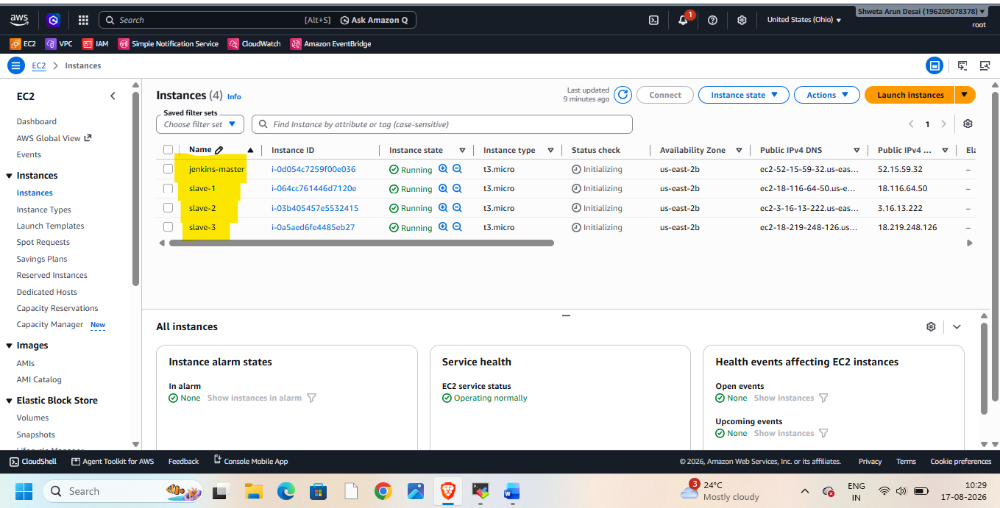 aws
Search [Alt+S] Ask Amazon Q
1
United States (Ohio)
Shweta Arun Desai (196209078378)
root
EC2 VPC IAM Simple Notification Service CloudWatch Amazon EventBridge
EC2 > Instances
EC2
Dashboard
AWS Global View
Events
Instances
Instances
Instance Types
Launch Templates
Spot Requests
Savings Plans
Reserved Instances
Dedicated Hosts
Capacity Reservations
Capacity Manager New
Images
AMIs
AMI Catalog
Elastic Block Store
Volumes
Snapshots
Lifecycle Manager
Instances (4) Info
Last updated
9 minutes ago
Connect Instance state Actions Launch instances
Saved filter sets
Choose filter set
Find Instance by attribute or tag (case-sensitive)
1
Name Instance ID Instance state Instance type Status check Availability Zone Public IPv4 DNS Public IPv4 ... Ela
jenkins-master i-0d054c7259f00e036 Running t3.micro Initializing us-east-2b ec2-52-15-59-32.us-eas... 52.15.59.32 –
slave-1 i-064cc761446d7120e Running t3.micro Initializing us-east-2b ec2-18-116-64-50.us-e... 18.116.64.50 –
slave-2 i-03b405457e5532415 Running t3.micro Initializing us-east-2b ec2-3-16-13-222.us-eas... 3.16.13.222 –
slave-3 i-0a5aed6fe4485eb27 Running t3.micro Initializing us-east-2b ec2-18-219-248-126.us... 18.219.248.126 –
All instances
Instance alarm states
In alarm
None Show instances in alarm
Service health
EC2 service status
Operating normally
Health events affecting EC2 instances
Open events
None Show instances
Upcoming events
None Show instances
CloudShell Agent Toolkit for AWS Feedback Console Mobile App
© 2026, Amazon Web Services, Inc. or its affiliates. Privacy Terms Cookie preferences
Search
3
24°C
Mostly cloudy
ENG
IN
10:29
17-08-2026